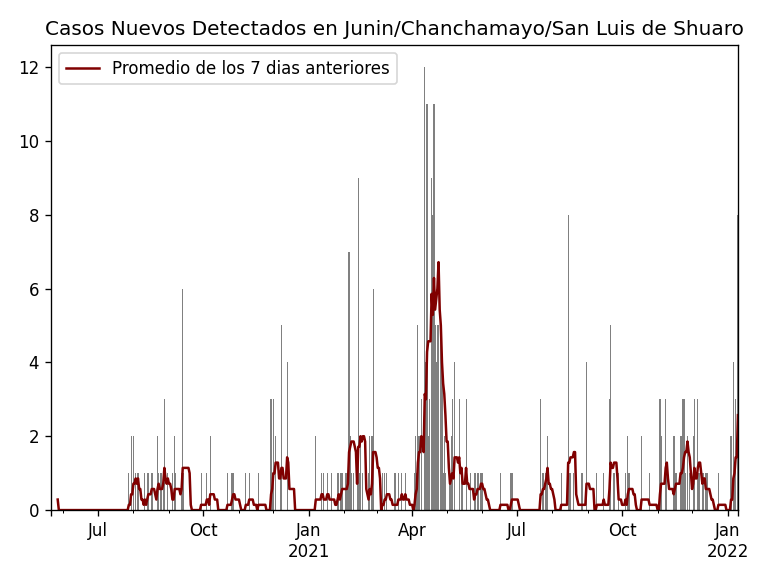 Casos Nuevos Detectados en Junin/Chanchamayo/San Luis de Shuaro
Promedio de los 7 dias anteriores
12
10
8
6
4
2
0
Jul
Oct
Jan
2021
Apr
Jul
Oct
Jan
2022